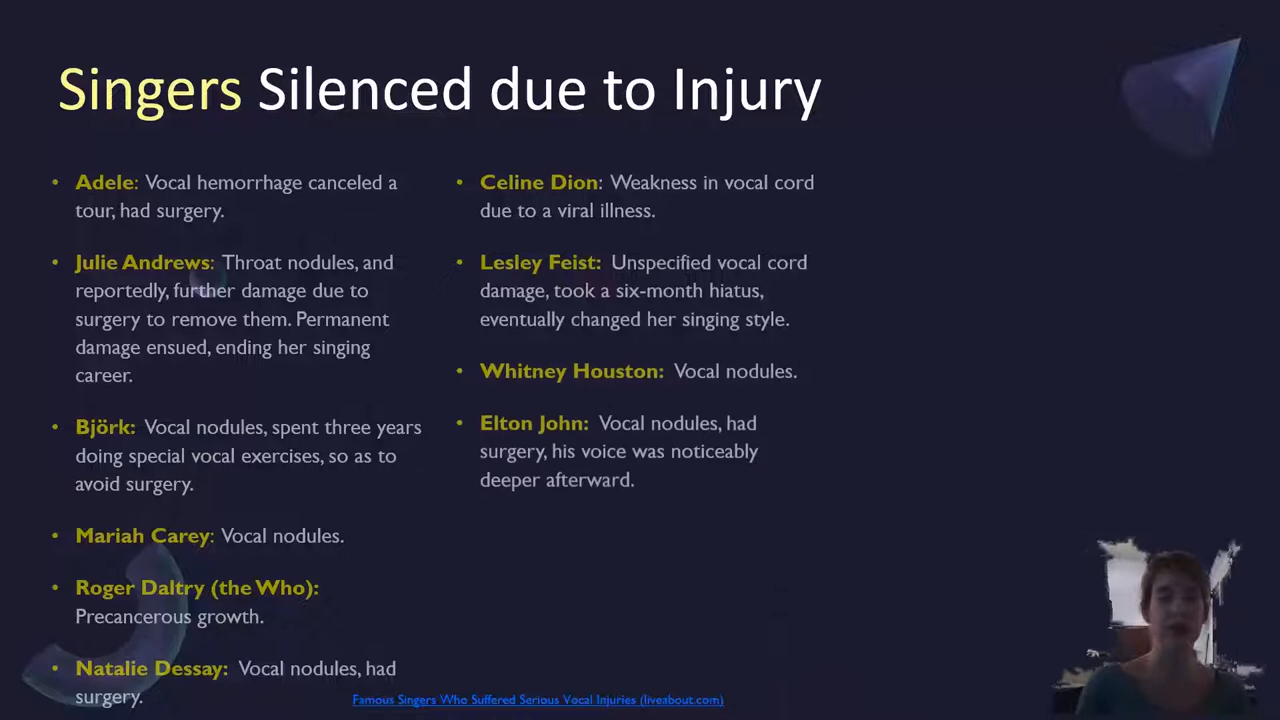 Singers Silenced due to Injury
• Adele: Vocal hemorrhage canceled a
tour, had surgery.
• Julie Andrews: Throat nodules, and
reportedly, further damage due to
surgery to remove them. Permanent
damage ensued, ending her singing
career.
• Björk: Vocal nodules, spent three years
doing special vocal exercises, so as to
avoid surgery.
• Mariah Carey: Vocal nodules.
• Roger Daltry (the Who):
Precancerous growth.
• Natalie Dessay: Vocal nodules, had
surgery.
• Celine Dion: Weakness in vocal cord
due to a viral illness.
• Lesley Feist: Unspecified vocal cord
damage, took a six-month hiatus,
eventually changed her singing style.
• Whitney Houston: Vocal nodules.
• Elton John: Vocal nodules, had
surgery, his voice was noticeably
deeper afterward.
Famous Singers Who Suffered Serious Vocal Injuries (liveabout.com)